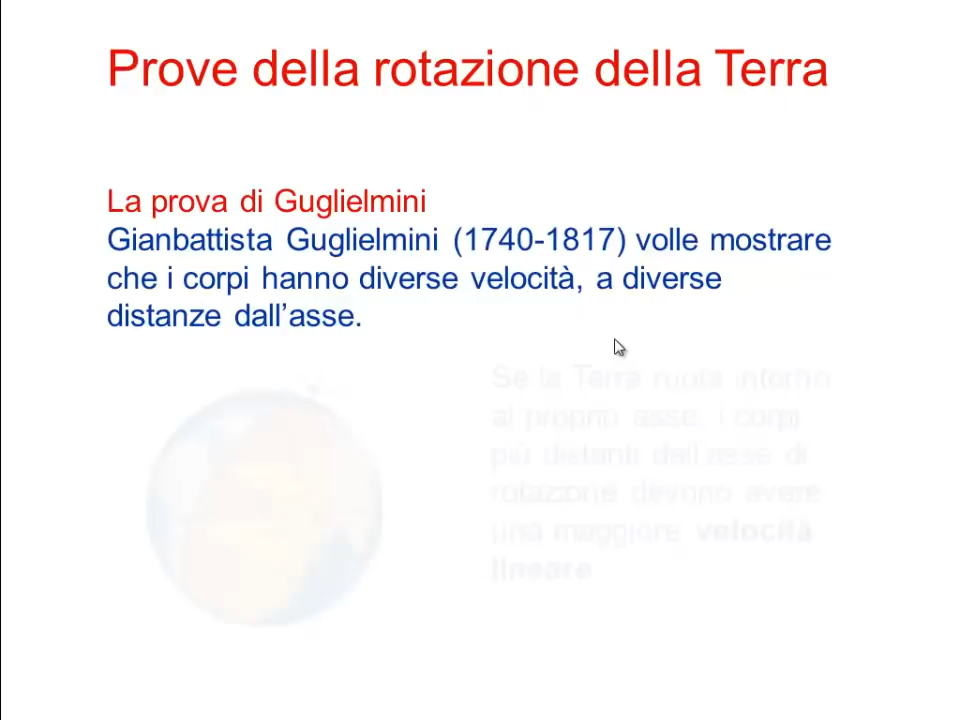 Prove della rotazione della Terra
La prova di Guglielmini
Gianbattista Guglielmini (1740-1817) volle mostrare
che i corpi hanno diverse velocità, a diverse
distanze dall’asse.
Se la Terra ruota intorno
al proprio asse, i corpi
più distanti dall'asse di
rotazione devono avere
una maggiore velocità
lineare